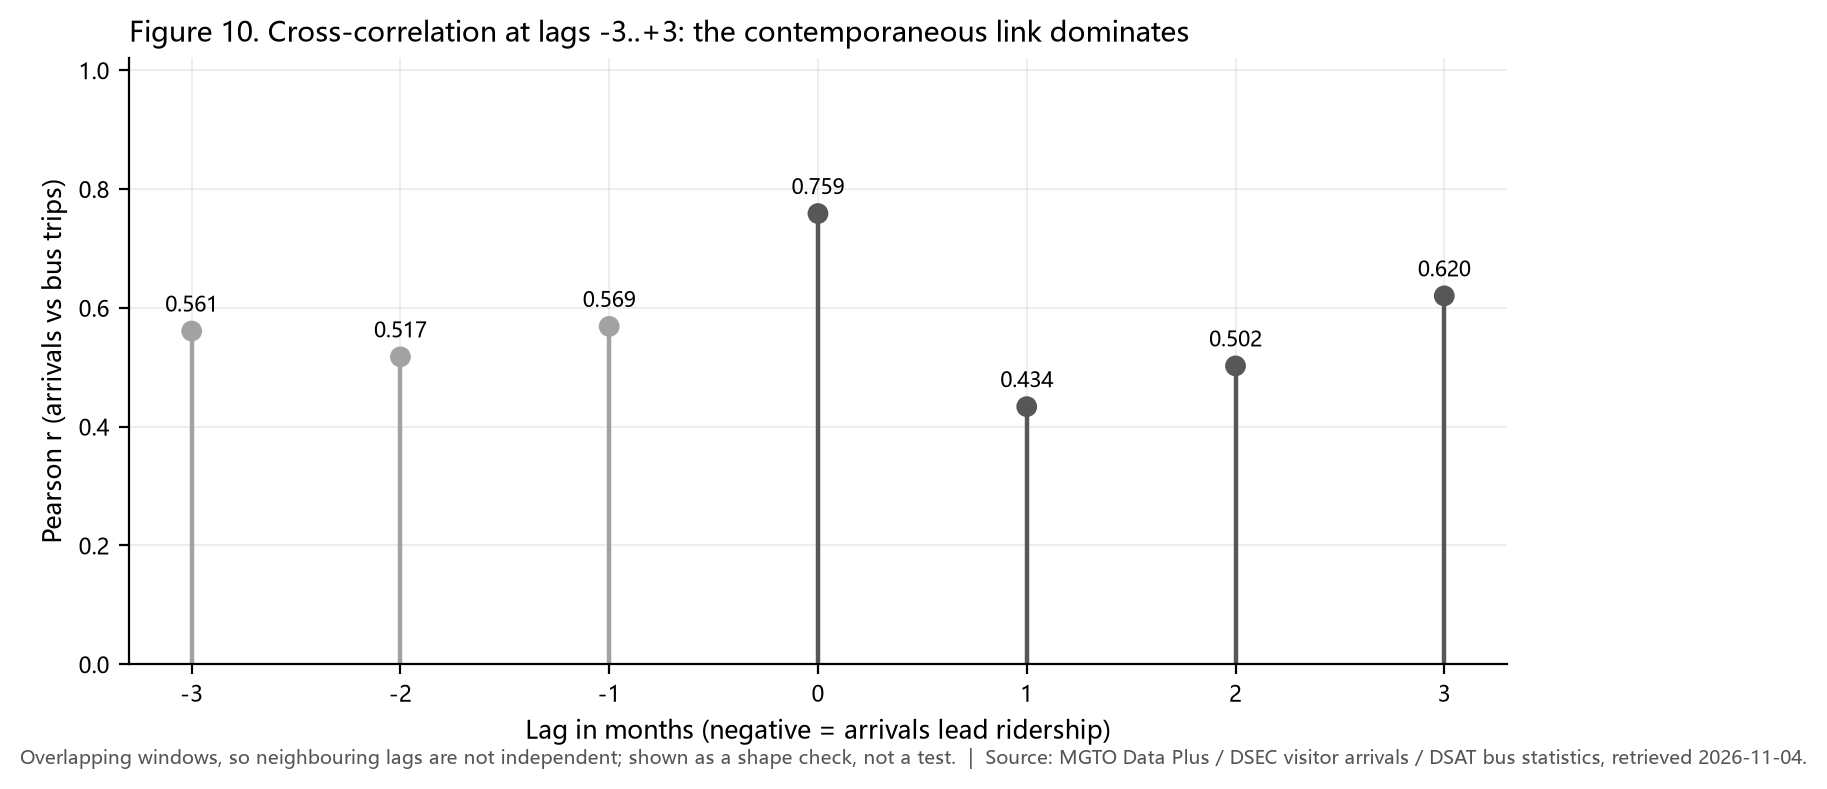 Figure 10. Cross-correlation at lags -3..+3: the contemporaneous link dominates
1.0
0.8
0.6
0.4
0.2
0.0
Pearson r (arrivals vs bus trips)
0.561
0.517
0.569
0.759
0.434
0.502
0.620
-3 -2 -1 0 1 2 3
Lag in months (negative = arrivals lead ridership)
Overlapping windows, so neighbouring lags are not independent; shown as a shape check, not a test. | Source: MGTO Data Plus / DSEC visitor arrivals / DSAT bus statistics, retrieved 2026-11-04.